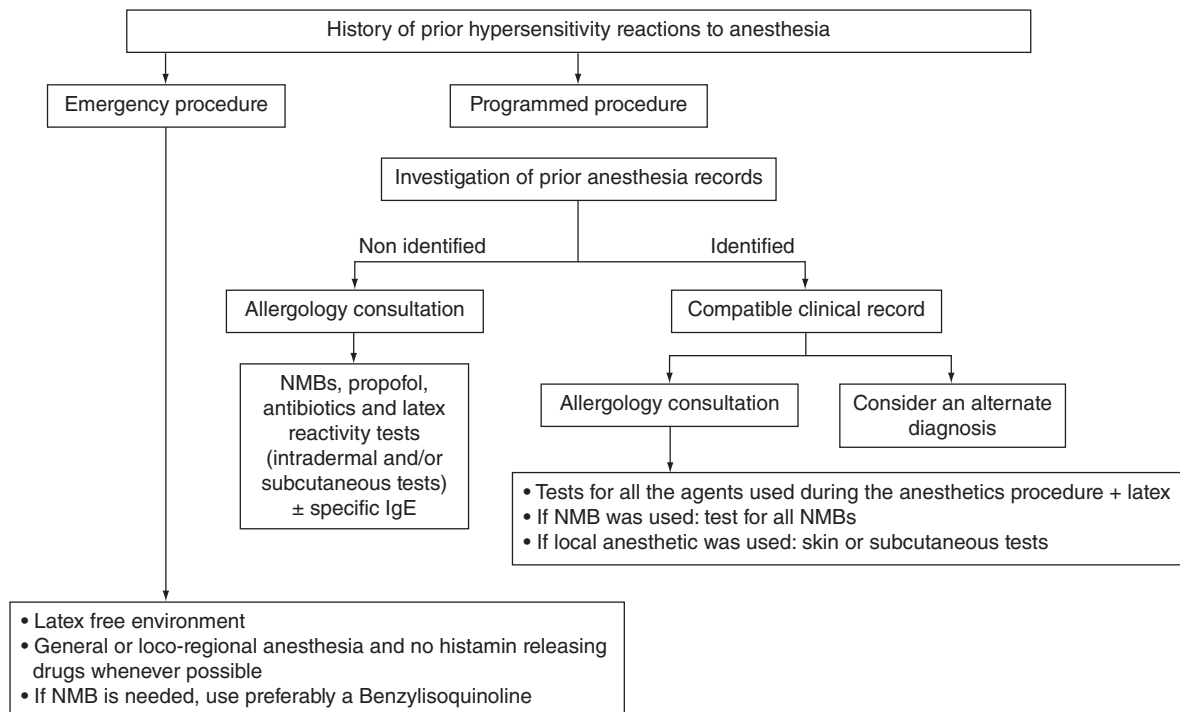 History of prior hypersensitivity reactions to anesthesia
Emergency procedure
Programmed procedure
Investigation of prior anesthesia records
Non identified
Identified
Allergology consultation
Compatible clinical record
NMBs, propofol,
antibiotics and latex
reactivity tests
(intradermal and/or
subcutaneous tests)
± specific IgE
Allergology consultation
Consider an alternate
diagnosis
• Tests for all the agents used during the anesthetics procedure + latex
• If NMB was used: test for all NMBs
• If local anesthetic was used: skin or subcutaneous tests
• Latex free environment
• General or loco-regional anesthesia and no histamin releasing
drugs whenever possible
• If NMB is needed, use preferably a Benzylisoquinoline